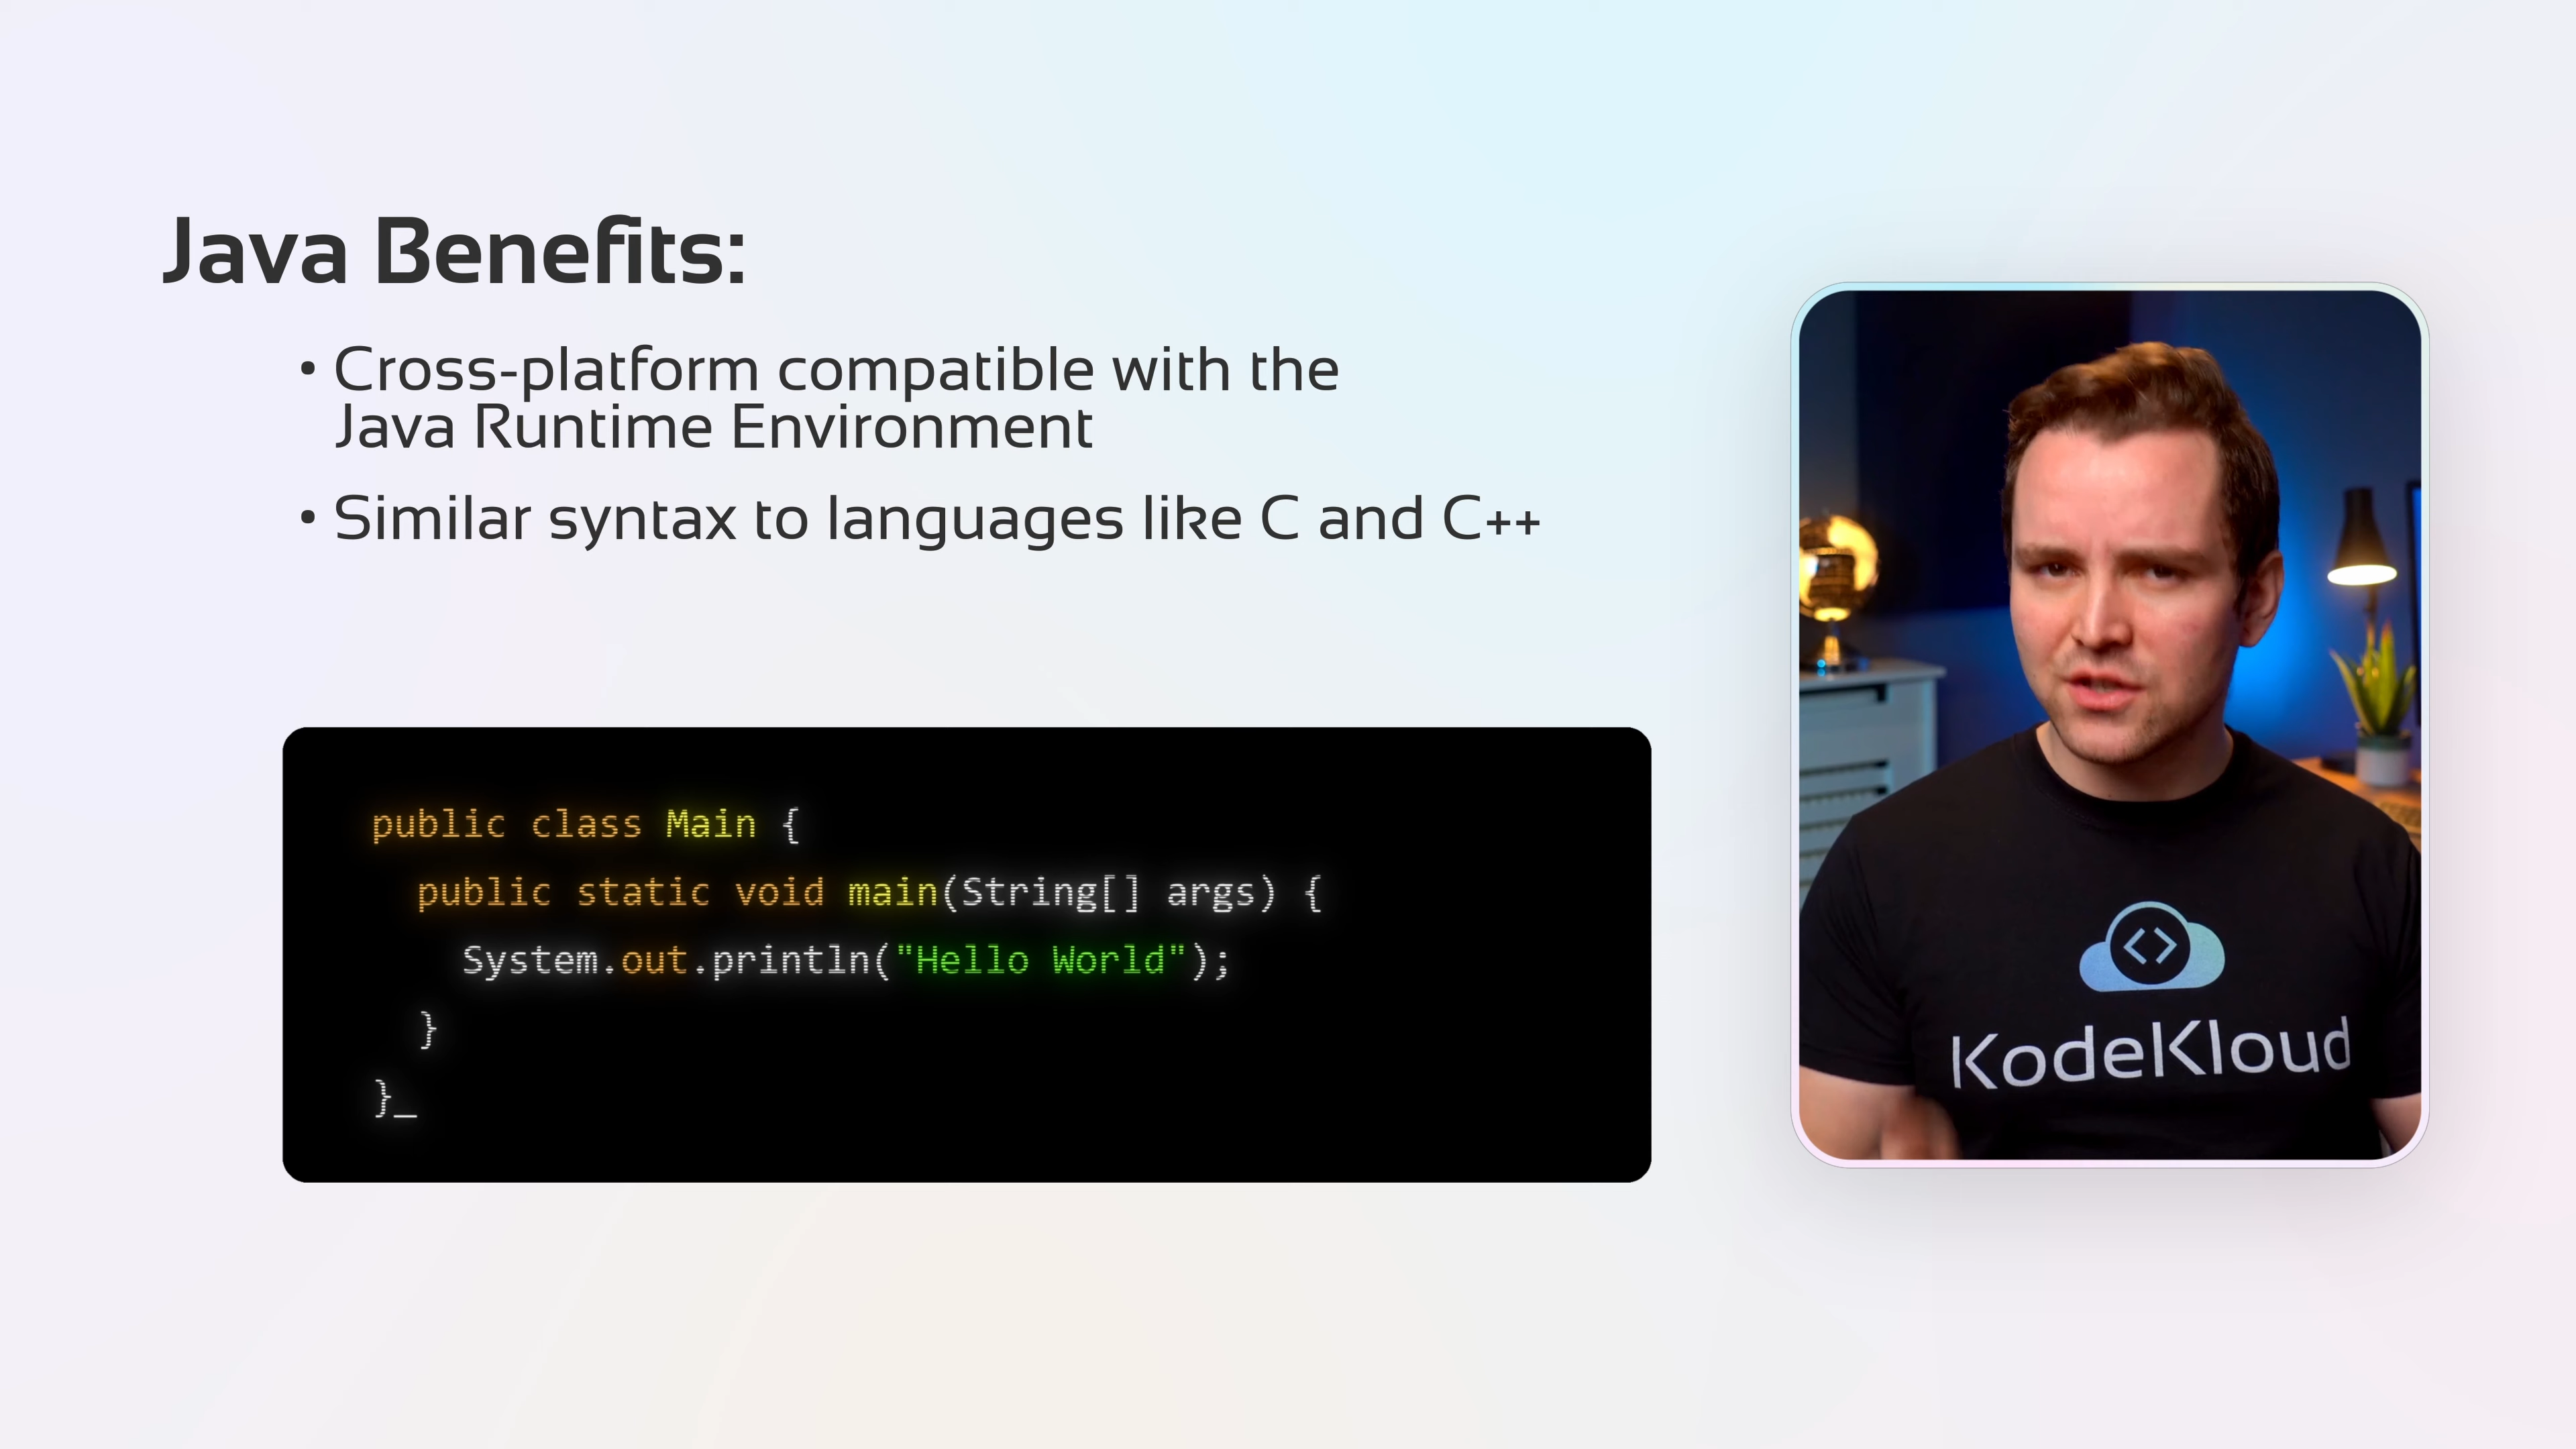 Java Benefits:
• Cross-platform compatible with the
Java Runtime Environment
• Similar syntax to languages like C and C++
public class Main {
  public static void main(String[] args) {
    System.out.println("Hello World");
  }
}_
KodeKloud